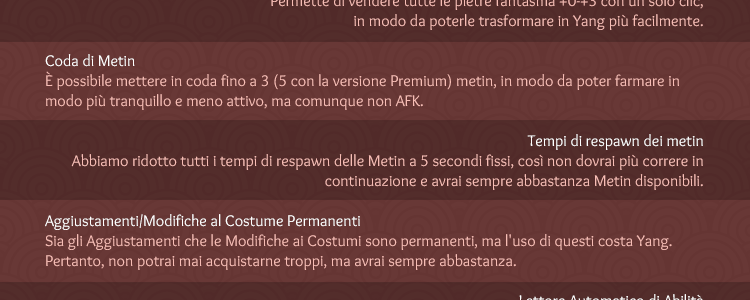 Permette di vendere tutte le pietre fantasma +0-+3 con un solo clic,
in modo da poterle trasformare in Yang più facilmente.
Coda di Metin
È possibile mettere in coda fino a 3 (5 con la versione Premium) metin, in modo da poter farmare in
modo più tranquillo e meno attivo, ma comunque non AFK.
Tempi di respawn dei metin
Abbiamo ridotto tutti i tempi di respawn delle Metin a 5 secondi fissi, così non dovrai più correre in
continuazione e avrai sempre abbastanza Metin disponibili.
Aggiustamenti/Modifiche al Costume Permanenti
Sia gli Aggiustamenti che le Modifiche ai Costumi sono permanenti, ma l'uso di questi costa Yang.
Pertanto, non potrai mai acquistarne troppi, ma avrai sempre abbastanza.
Lettore Automatico di Abilità